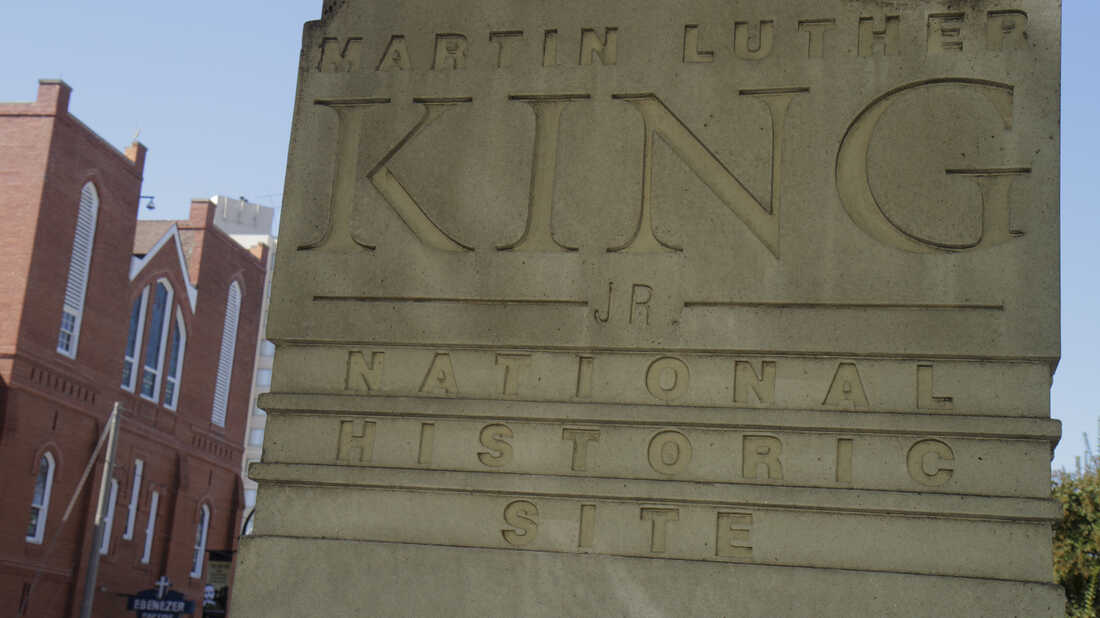 MARTIN LUTHER
KING
JR
NATIONAL
HISTORIC
SITE
EBENEZER